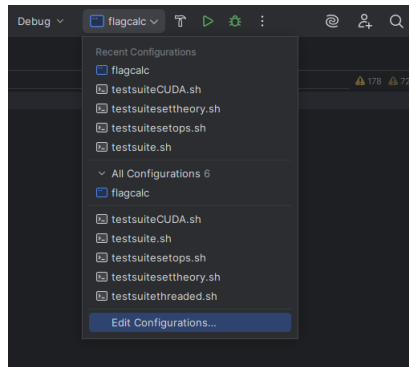 Debug flagcalc
Recent Configurations
flagcalc
testsuiteCUDA.sh
testsuitesettheory.sh
testsuitesetops.sh
testsuite.sh
178 72
All Configurations 6
flagcalc
testsuiteCUDA.sh
testsuite.sh
testsuitesetops.sh
testsuitesettheory.sh
testsuitethreaded.sh
Edit Configurations...